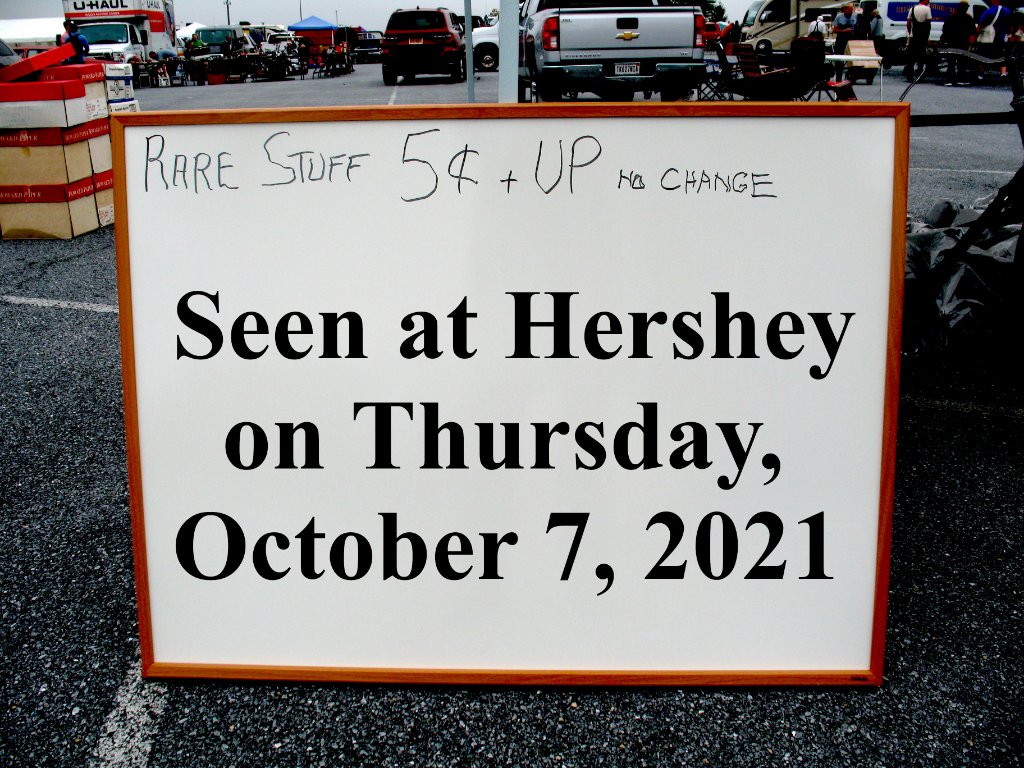 U-HAUL
RARE STUFF 5¢ + UP NO CHANGE
Seen at Hershey
on Thursday,
October 7, 2021